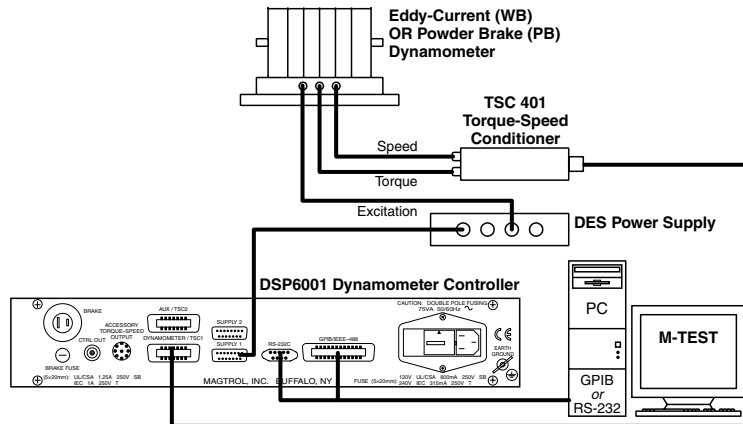 Eddy-Current (WB)
OR Powder Brake (PB)
Dynamometer
TSC 401
Torque-Speed
Conditioner
Speed
Torque
Excitation
DES Power Supply
DSP6001 Dynamometer Controller
BRAKE
AUX / TSC2
ACCESSORY
TORQUE–SPEED
OUTPUT
CTRL OUT
DYNAMOMETER / TSC1
SUPPLY 2
SUPPLY 1
RS-232C
GPIB/IEEE–488
CAUTION: DOUBLE POLE FUSING
75VA 50/60Hz
EARTH
GROUND
BRAKE FUSE
(5x20mm): UL/CSA 1.25A 250V SB
IEC 1A 250V T
MAGTROL, INC. BUFFALO, NY
FUSE (5x20mm): 120V UL/CSA 800mA 250V SB
240V IEC 315mA 250V T
PC
GPIB
or
RS-232
M-TEST